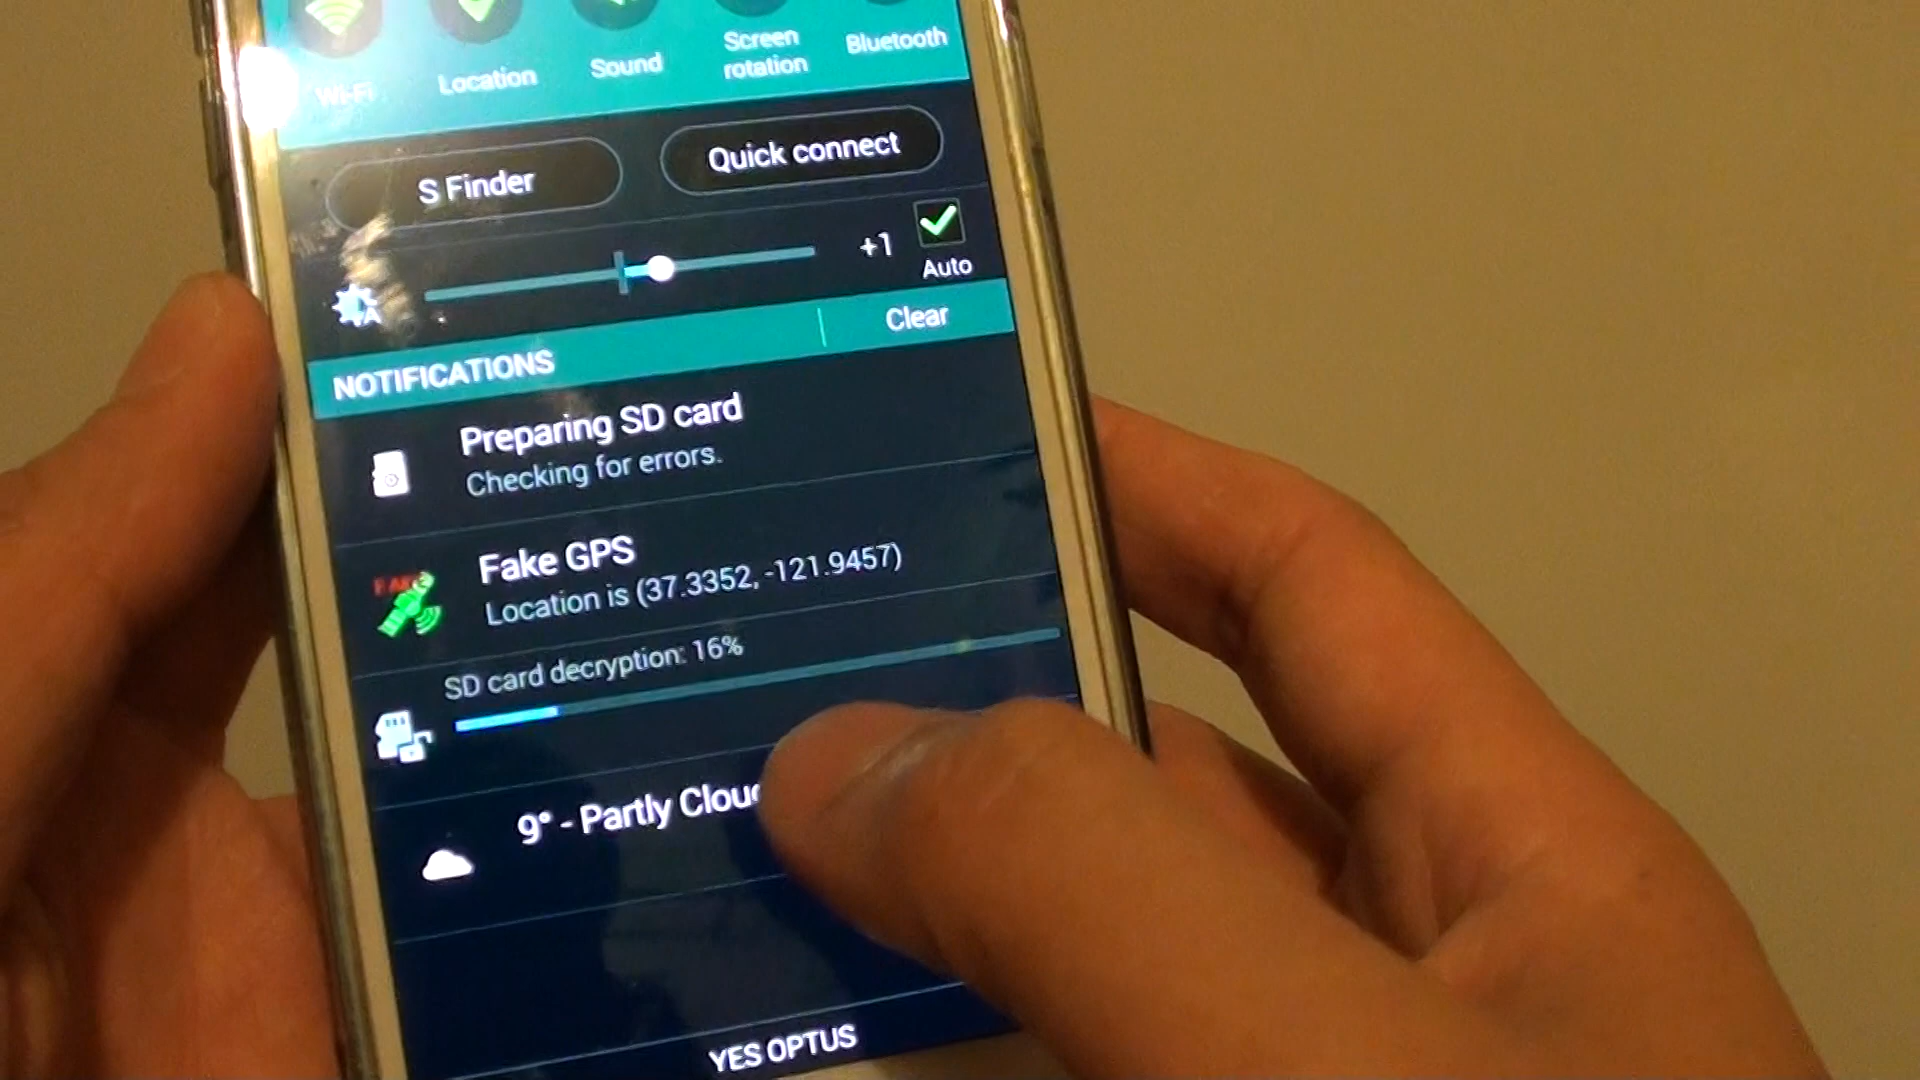 Wi-Fi
Location
Sound
Screen
rotation
Bluetooth
S Finder
Quick connect
+1
Auto
A
NOTIFICATIONS
Clear
Preparing SD card
Checking for errors.
FAKE
Fake GPS
Location is (37.3352, -121.9457)
SD card decryption: 16%
9° - Partly Clou
YES OPTUS